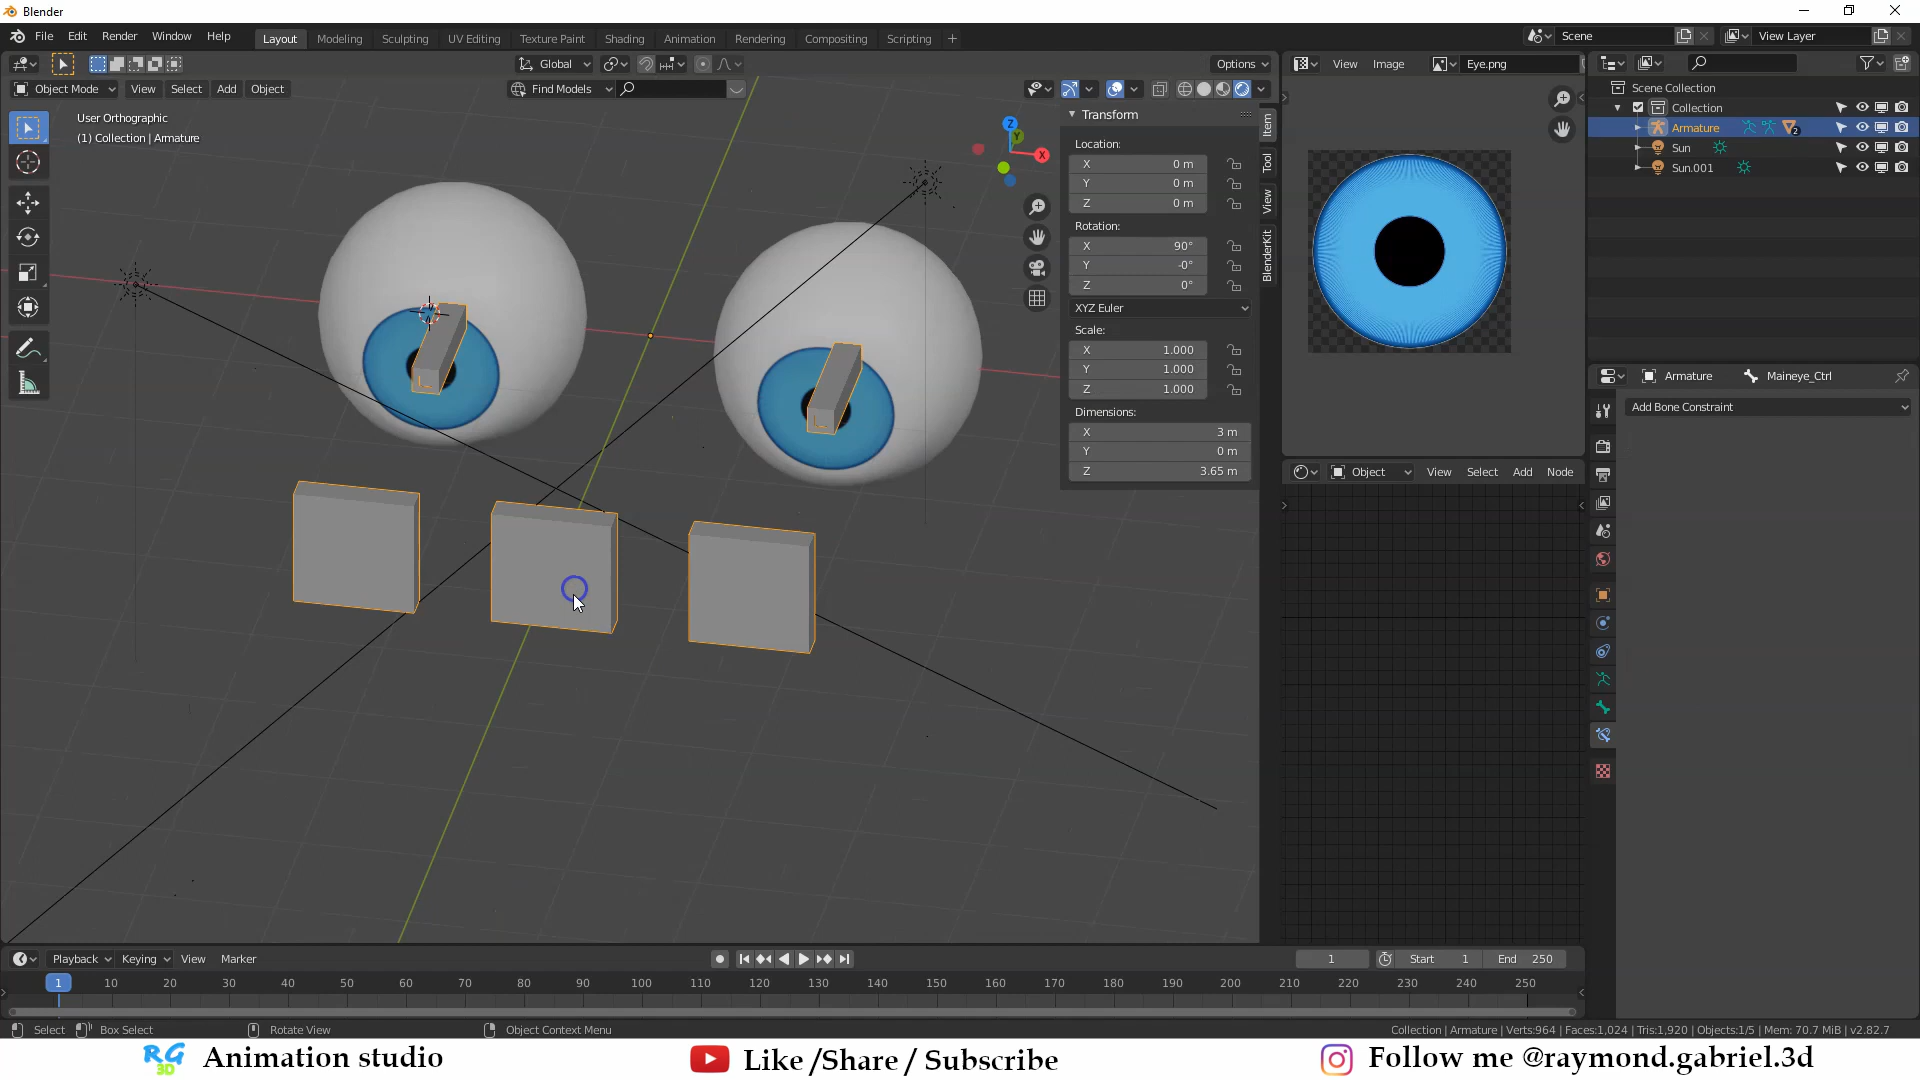 Blender
File Edit Render Window Help
Layout Modeling Sculpting UV Editing Texture Paint Shading Animation Rendering Compositing Scripting +
Scene
View Layer
Global
Options
View Image
Eye.png
Object Mode View Select Add Object
Find Models
User Orthographic
(1) Collection | Armature
Z
Y
X
Transform
Location:
X 0 m
Y 0 m
Z 0 m
Rotation:
X 90°
Y -0°
Z 0°
XYZ Euler
Scale:
X 1.000
Y 1.000
Z 1.000
Dimensions:
X 3 m
Y 0 m
Z 3.65 m
Item
Tool
View
BlenderKit
Scene Collection
Collection
Armature
2
Sun
Sun.001
Armature
Maineye_Ctrl
Add Bone Constraint
Object View Select Add Node
Playback Keying View Marker
1
Start 1
End 250
1 10 20 30 40 50 60 70 80 90 100 110 120 130 140 150 160 170 180 190 200 210 220 230 240 250
Select
Box Select
Rotate View
Object Context Menu
Collection | Armature | Verts:964 | Faces:1,024 | Tris:1,920 | Objects:1/5 | Mem: 70.7 MiB | v2.82.7
RG
3D
Animation studio
Like /Share / Subscribe
Follow me @raymond.gabriel.3d